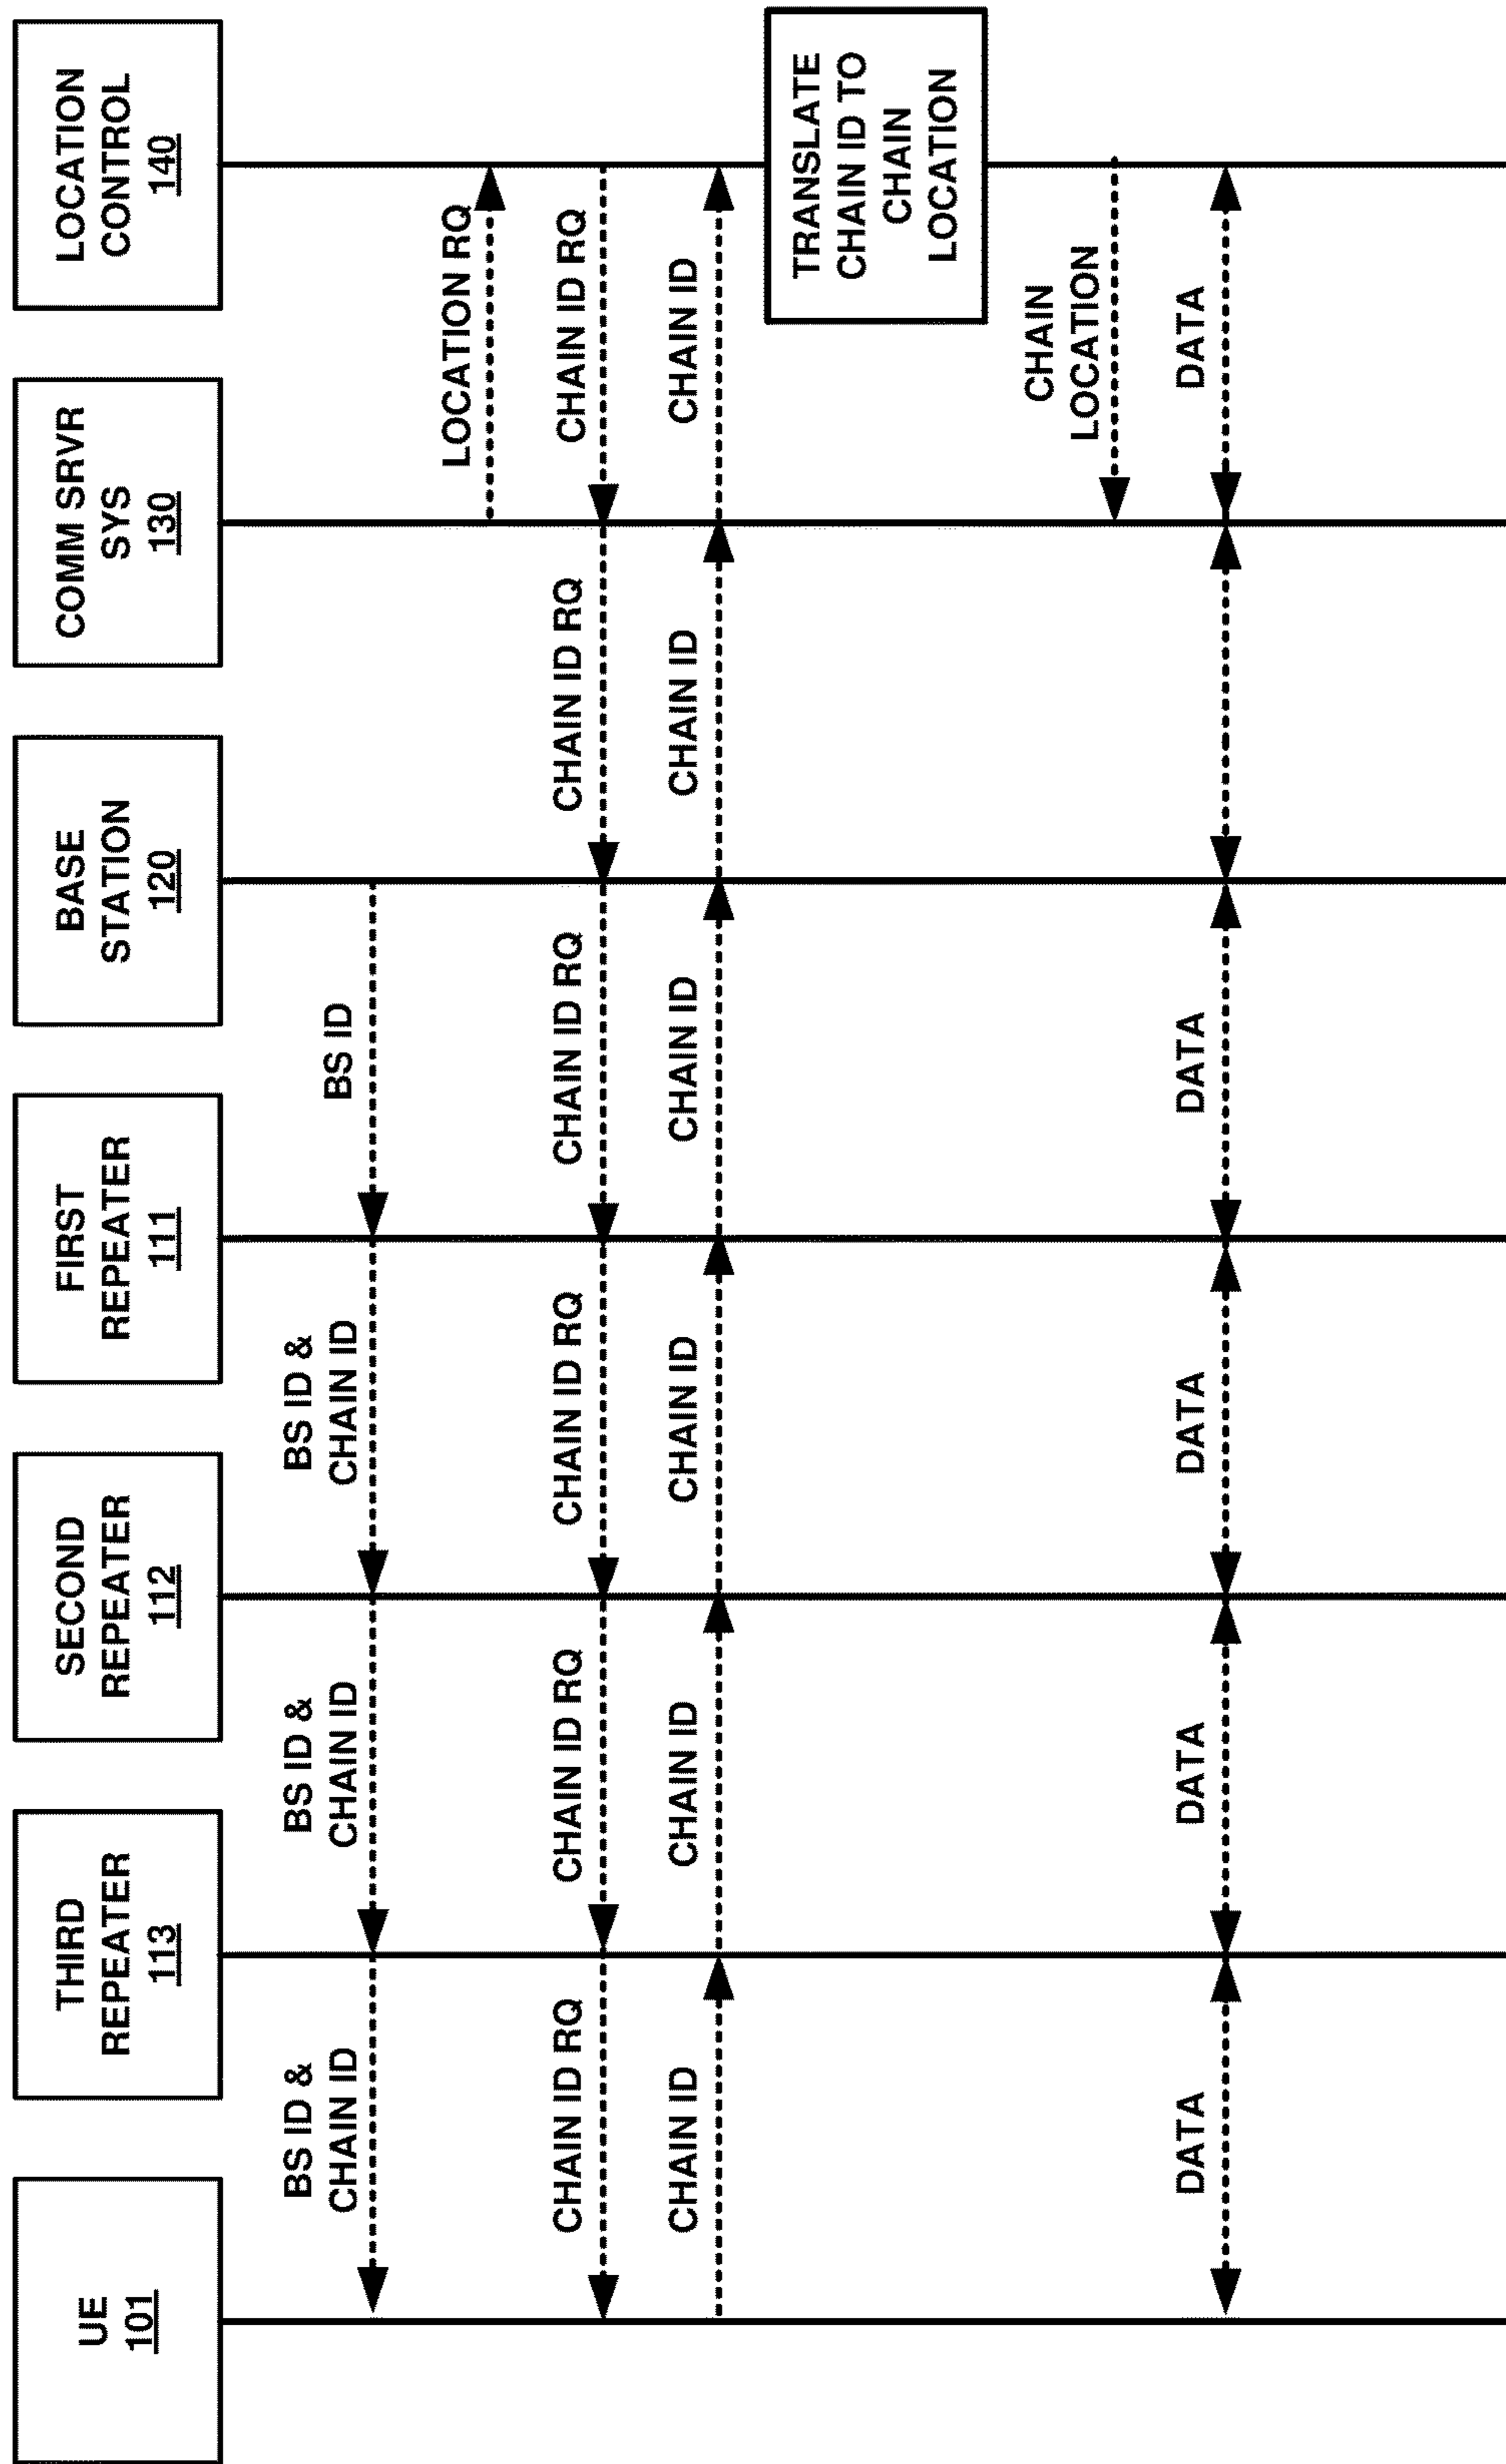 UE
101
THIRD
REPEATER
113
SECOND
REPEATER
112
FIRST
REPEATER
111
BASE
STATION
120
COMM SRVR
SYS
130
LOCATION
CONTROL
140
BS ID &
CHAIN ID
BS ID &
CHAIN ID
BS ID &
CHAIN ID
BS ID
LOCATION RQ
CHAIN ID RQ
CHAIN ID RQ
CHAIN ID RQ
CHAIN ID RQ
CHAIN ID RQ
CHAIN ID RQ
CHAIN ID
CHAIN ID
CHAIN ID
CHAIN ID
CHAIN ID
CHAIN ID
TRANSLATE
CHAIN ID TO
CHAIN
LOCATION
CHAIN
LOCATION
DATA
DATA
DATA
DATA
DATA